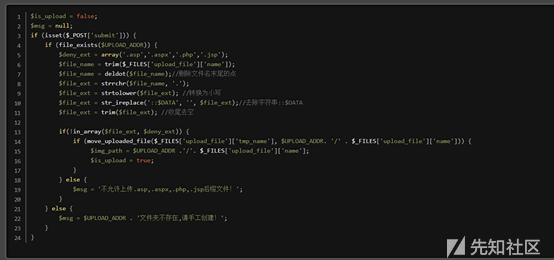 1 $is_upload = false;
2 $msg = null;
3 if (isset($_POST['submit'])) {
4 if (file_exists($UPLOAD_ADDR)) {
5 $deny_ext = array('.asp','.aspx','.php','.jsp');
6 $file_name = trim($_FILES['upload_file']['name']);
7 $file_name = deldot($file_name);//删除文件名末尾的点
8 $file_ext = strrchr($file_name, '.');
9 $file_ext = strtolower($file_ext); //转换为小写
10 $file_ext = str_ireplace('::$DATA', '', $file_ext);//去除字符串::$DATA
11 $file_ext = trim($file_ext); //收尾去空
12
13 if(!in_array($file_ext, $deny_ext)) {
14 if (move_uploaded_file($_FILES['upload_file']['tmp_name'], $UPLOAD_ADDR. '/' . $_FILES['upload_file']['name'])) {
15 $img_path = $UPLOAD_ADDR .'/'. $_FILES['upload_file']['name'];
16 $is_upload = true;
17 }
18 } else {
19 $msg = '不允许上传.asp,.aspx,.php,.jsp后缀文件！';
20 }
21 } else {
22 $msg = $UPLOAD_ADDR . '文件夹不存在,请手工创建！';
23 }
24 }
先知社区